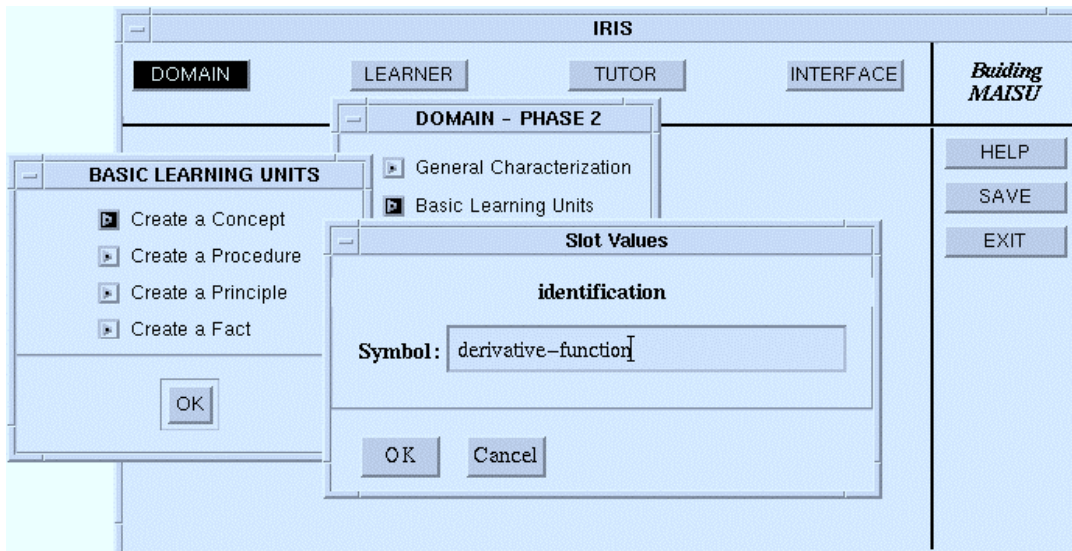 IRIS
DOMAIN LEARNER TUTOR INTERFACE
Buiding
MAISU
DOMAIN – PHASE 2
General Characterization
Basic Learning Units
BASIC LEARNING UNITS
Create a Concept
Create a Procedure
Create a Principle
Create a Fact
OK
Slot Values
identification
Symbol: derivative–function
OK Cancel
HELP
SAVE
EXIT